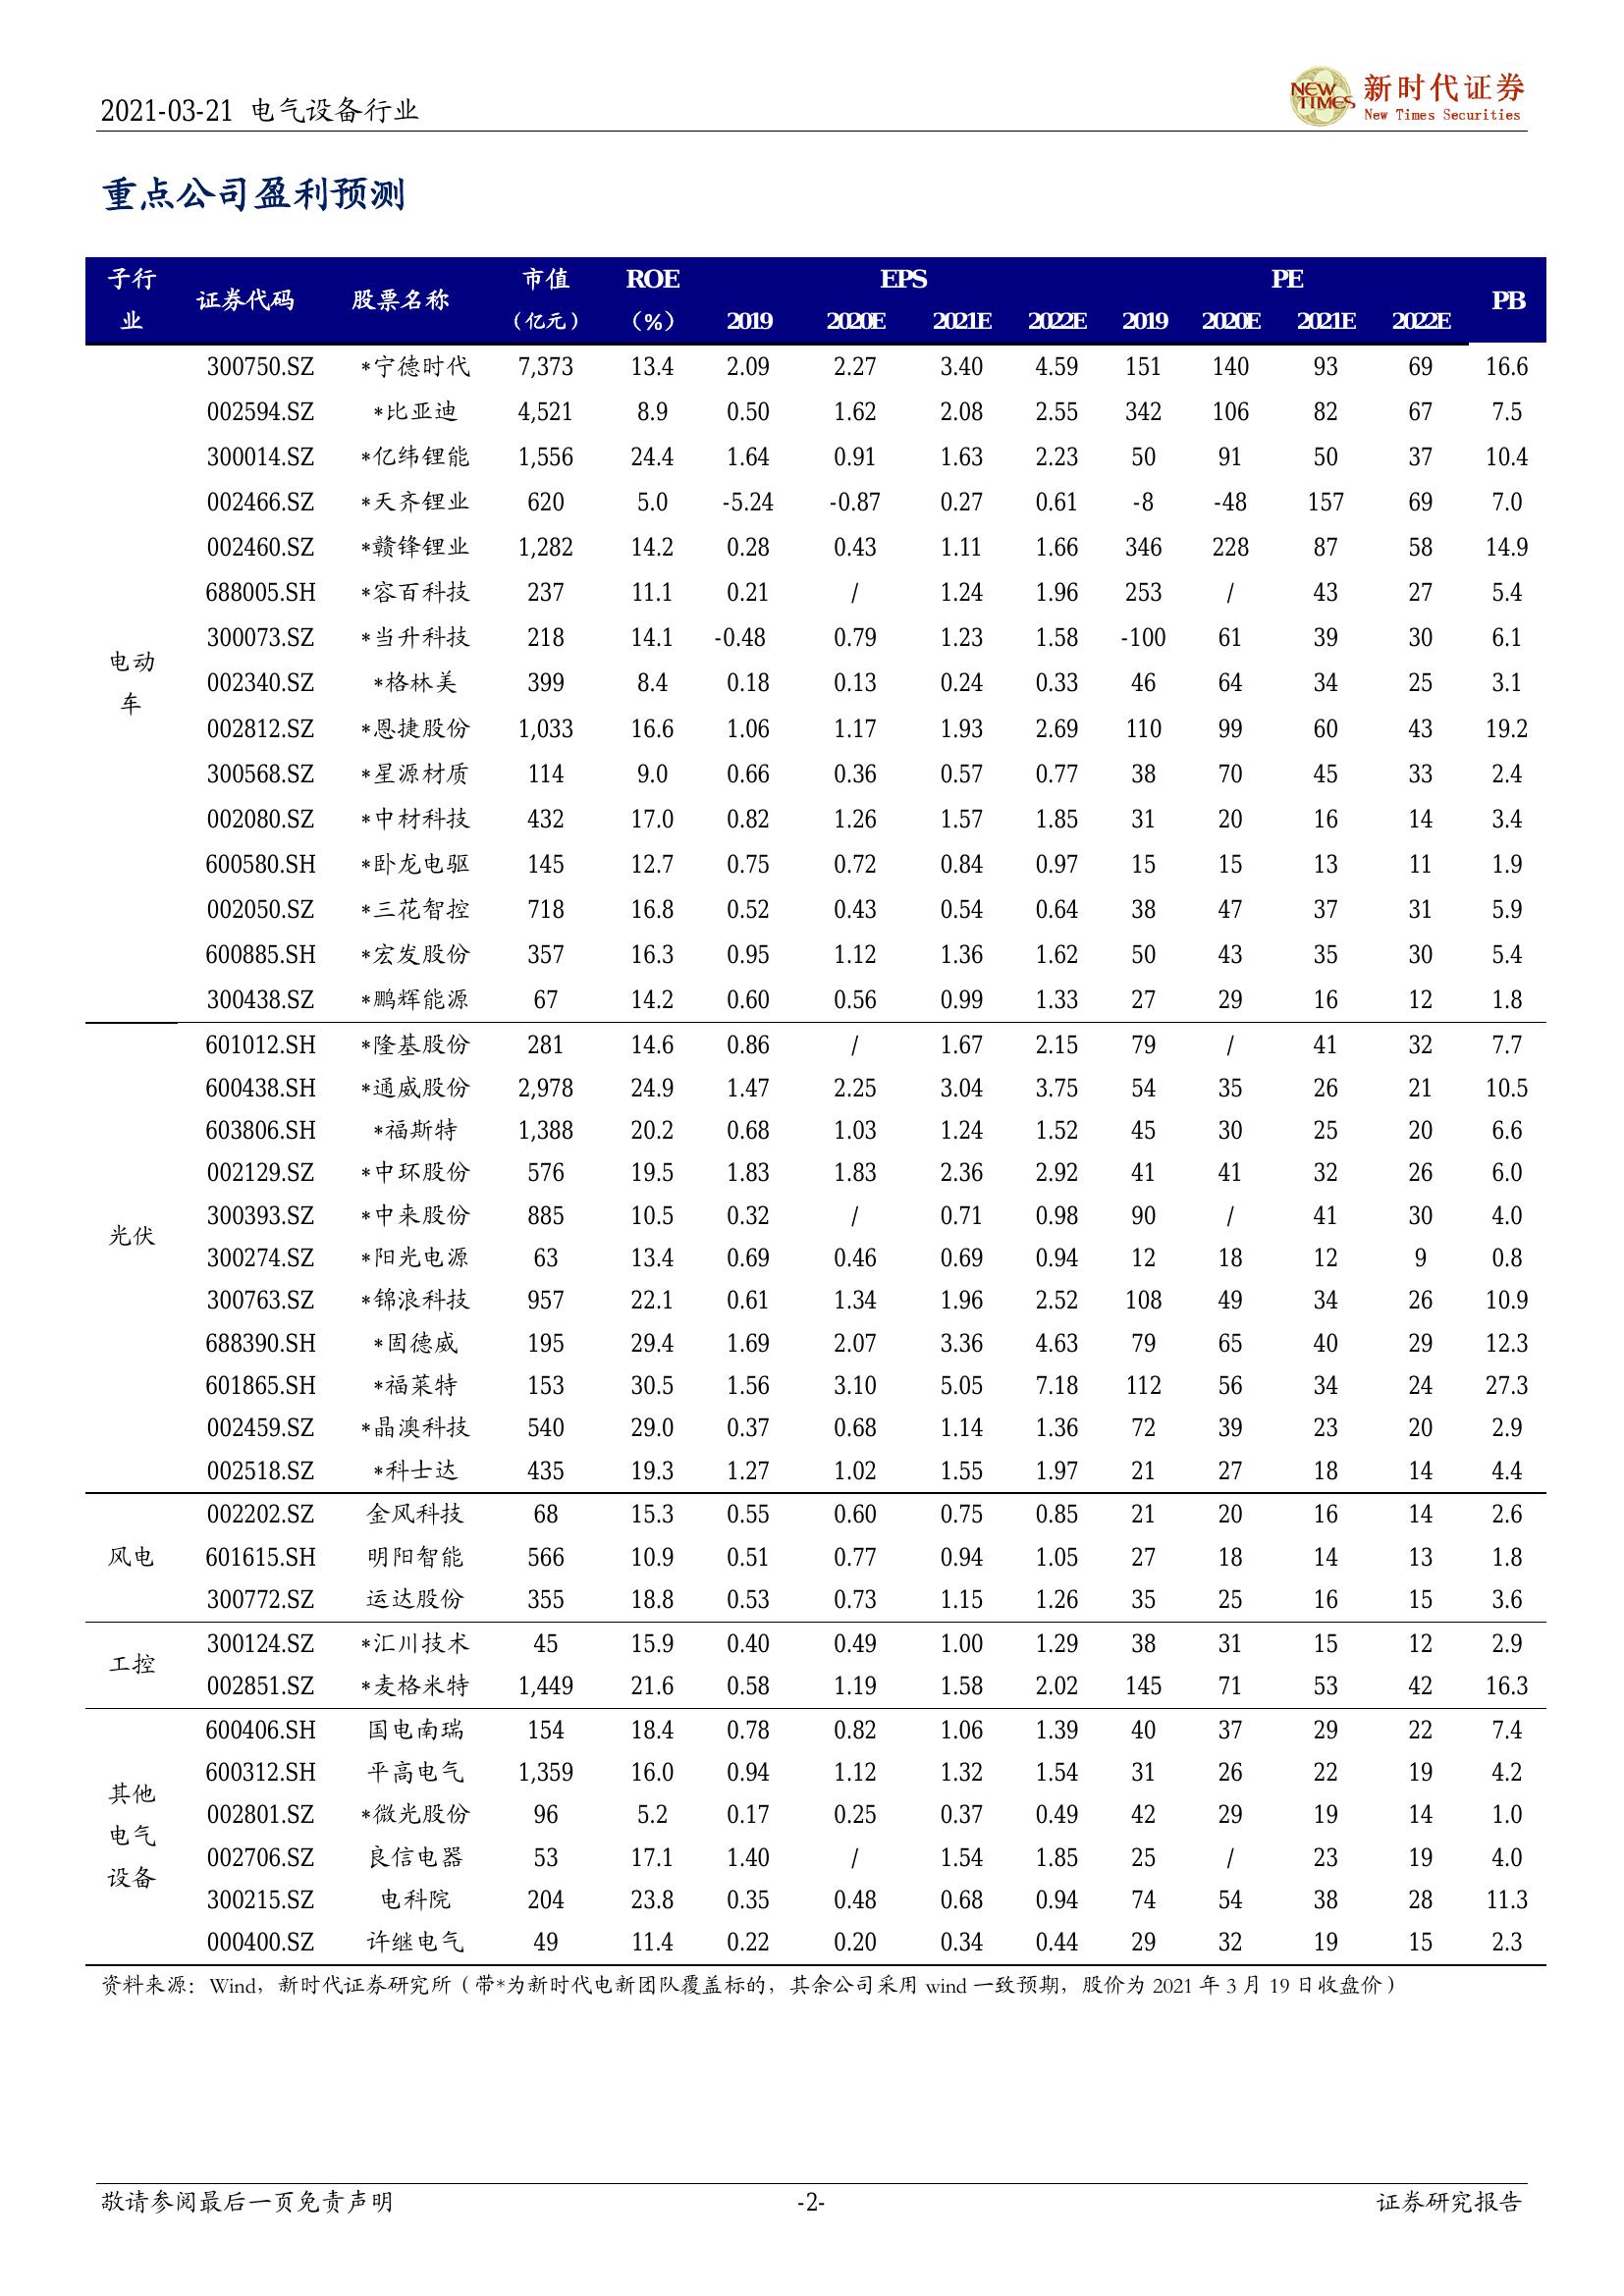 2021-03-21 电气设备行业
NEW TIMES 新时代证券
New Times Securities
重点公司盈利预测
子行业 证券代码 股票名称 市值（亿元） ROE（%） EPS PE PB
2019 2020E 2021E 2022E 2019 2020E 2021E 2022E
电动车
300750.SZ *宁德时代 7,373 13.4 2.09 2.27 3.40 4.59 151 140 93 69 16.6
002594.SZ *比亚迪 4,521 8.9 0.50 1.62 2.08 2.55 342 106 82 67 7.5
300014.SZ *亿纬锂能 1,556 24.4 1.64 0.91 1.63 2.23 50 91 50 37 10.4
002466.SZ *天齐锂业 620 5.0 -5.24 -0.87 0.27 0.61 -8 -48 157 69 7.0
002460.SZ *赣锋锂业 1,282 14.2 0.28 0.43 1.11 1.66 346 228 87 58 14.9
688005.SH *容百科技 237 11.1 0.21 / 1.24 1.96 253 / 43 27 5.4
300073.SZ *当升科技 218 14.1 -0.48 0.79 1.23 1.58 -100 61 39 30 6.1
002340.SZ *格林美 399 8.4 0.18 0.13 0.24 0.33 46 64 34 25 3.1
002812.SZ *恩捷股份 1,033 16.6 1.06 1.17 1.93 2.69 110 99 60 43 19.2
300568.SZ *星源材质 114 9.0 0.66 0.36 0.57 0.77 38 70 45 33 2.4
002080.SZ *中材科技 432 17.0 0.82 1.26 1.57 1.85 31 20 16 14 3.4
600580.SH *卧龙电驱 145 12.7 0.75 0.72 0.84 0.97 15 15 13 11 1.9
002050.SZ *三花智控 718 16.8 0.52 0.43 0.54 0.64 38 47 37 31 5.9
600885.SH *宏发股份 357 16.3 0.95 1.12 1.36 1.62 50 43 35 30 5.4
300438.SZ *鹏辉能源 67 14.2 0.60 0.56 0.99 1.33 27 29 16 12 1.8
光伏
601012.SH *隆基股份 281 14.6 0.86 / 1.67 2.15 79 / 41 32 7.7
600438.SH *通威股份 2,978 24.9 1.47 2.25 3.04 3.75 54 35 26 21 10.5
603806.SH *福斯特 1,388 20.2 0.68 1.03 1.24 1.52 45 30 25 20 6.6
002129.SZ *中环股份 576 19.5 1.83 1.83 2.36 2.92 41 41 32 26 6.0
300393.SZ *中来股份 885 10.5 0.32 / 0.71 0.98 90 / 41 30 4.0
300274.SZ *阳光电源 63 13.4 0.69 0.46 0.69 0.94 12 18 12 9 0.8
300763.SZ *锦浪科技 957 22.1 0.61 1.34 1.96 2.52 108 49 34 26 10.9
688390.SH *固德威 195 29.4 1.69 2.07 3.36 4.63 79 65 40 29 12.3
601865.SH *福莱特 153 30.5 1.56 3.10 5.05 7.18 112 56 34 24 27.3
002459.SZ *晶澳科技 540 29.0 0.37 0.68 1.14 1.36 72 39 23 20 2.9
002518.SZ *科士达 435 19.3 1.27 1.02 1.55 1.97 21 27 18 14 4.4
风电
002202.SZ 金风科技 68 15.3 0.55 0.60 0.75 0.85 21 20 16 14 2.6
601615.SH 明阳智能 566 10.9 0.51 0.77 0.94 1.05 27 18 14 13 1.8
300772.SZ 运达股份 355 18.8 0.53 0.73 1.15 1.26 35 25 16 15 3.6
工控
300124.SZ *汇川技术 45 15.9 0.40 0.49 1.00 1.29 38 31 15 12 2.9
002851.SZ *麦格米特 1,449 21.6 0.58 1.19 1.58 2.02 145 71 53 42 16.3
其他电气设备
600406.SH 国电南瑞 154 18.4 0.78 0.82 1.06 1.39 40 37 29 22 7.4
600312.SH 平高电气 1,359 16.0 0.94 1.12 1.32 1.54 31 26 22 19 4.2
002801.SZ *微光股份 96 5.2 0.17 0.25 0.37 0.49 42 29 19 14 1.0
002706.SZ 良信电器 53 17.1 1.40 / 1.54 1.85 25 / 23 19 4.0
300215.SZ 电科院 204 23.8 0.35 0.48 0.68 0.94 74 54 38 28 11.3
000400.SZ 许继电气 49 11.4 0.22 0.20 0.34 0.44 29 32 19 15 2.3
资料来源：Wind，新时代证券研究所（带*为新时代电新团队覆盖标的，其余公司采用 wind 一致预期，股价为 2021 年 3 月 19 日收盘价）
敬请参阅最后一页免责声明 -2- 证券研究报告